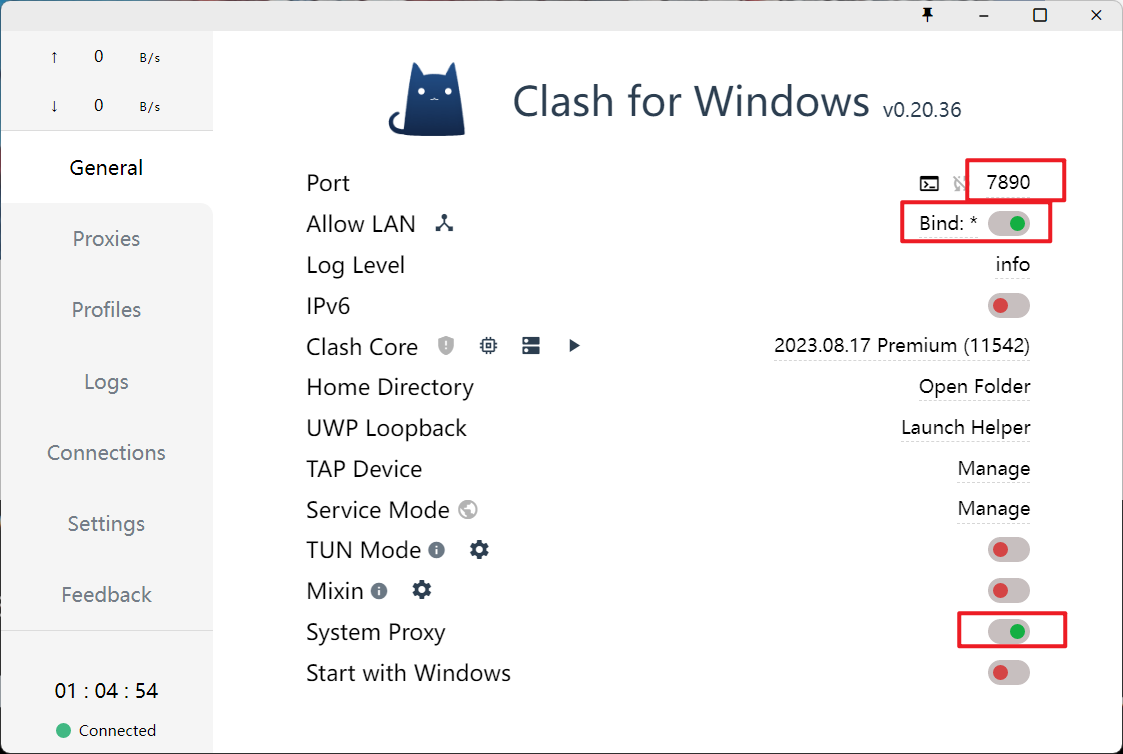 ↑ 0 B/s
↓ 0 B/s
General
Proxies
Profiles
Logs
Connections
Settings
Feedback
01 : 04 : 54
Connected
Clash for Windows v0.20.36
Port 7890
Allow LAN Bind: *
Log Level info
IPv6
Clash Core 2023.08.17 Premium (11542)
Home Directory Open Folder
UWP Loopback Launch Helper
TAP Device Manage
Service Mode Manage
TUN Mode
Mixin
System Proxy
Start with Windows